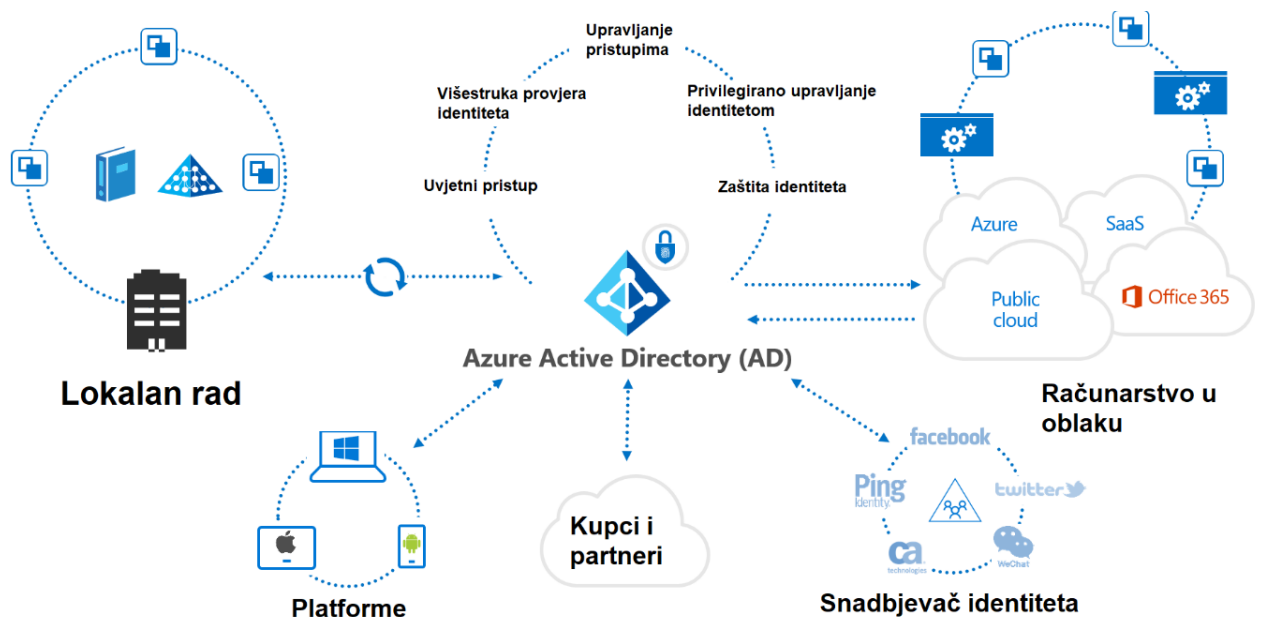 Upravljanje
pristupima
Višestruka provjera
identiteta
Privilegirano upravljanje
identitetom
Uvjetni pristup
Zaštita identiteta
Azure
SaaS
Public
cloud
Office 365
Azure Active Directory (AD)
Lokalan rad
Računarstvo u
oblaku
facebook
Ping
Identity
twitter
ca
technologies
WeChat
Kupci i
partneri
Platforme
Snadbjevač identiteta